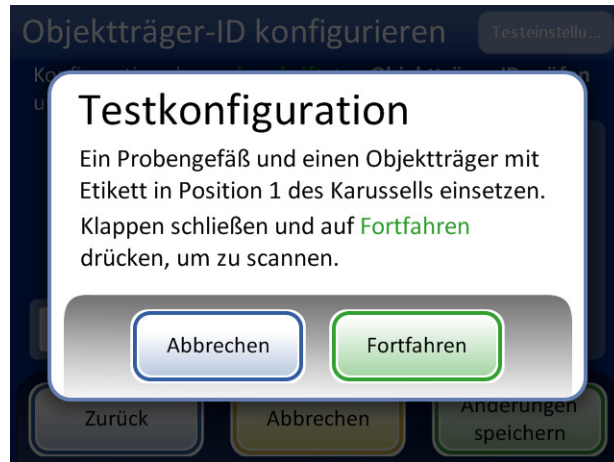 Objektträger-ID konfigurieren
Testeinstellu...
Testkonfiguration
Ein Probengefäß und einen Objektträger mit
Etikett in Position 1 des Karussells einsetzen.
Klappen schließen und auf Fortfahren
drücken, um zu scannen.
Abbrechen
Fortfahren
Zurück
Abbrechen
Änderungen
speichern